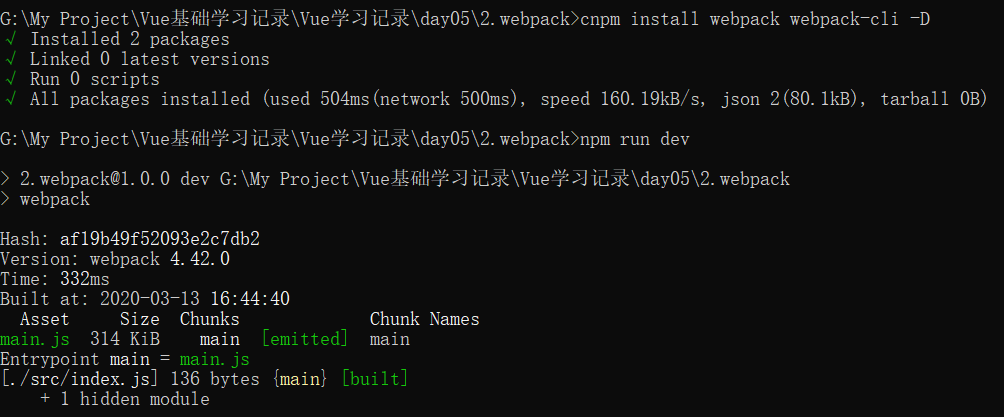 G:\My Project\Vue基础学习记录\Vue学习记录\day05\2.webpack>cnpm install webpack webpack-cli -D
√ Installed 2 packages
√ Linked 0 latest versions
√ Run 0 scripts
√ All packages installed (used 504ms(network 500ms), speed 160.19kB/s, json 2(80.1kB), tarball 0B)
G:\My Project\Vue基础学习记录\Vue学习记录\day05\2.webpack>npm run dev
> 2.webpack@1.0.0 dev G:\My Project\Vue基础学习记录\Vue学习记录\day05\2.webpack
> webpack
Hash: af19b49f52093e2c7db2
Version: webpack 4.42.0
Time: 332ms
Built at: 2020-03-13 16:44:40
Asset Size Chunks Chunk Names
main.js 314 KiB main [emitted] main
Entrypoint main = main.js
[./src/index.js] 136 bytes {main} [built]
+ 1 hidden module